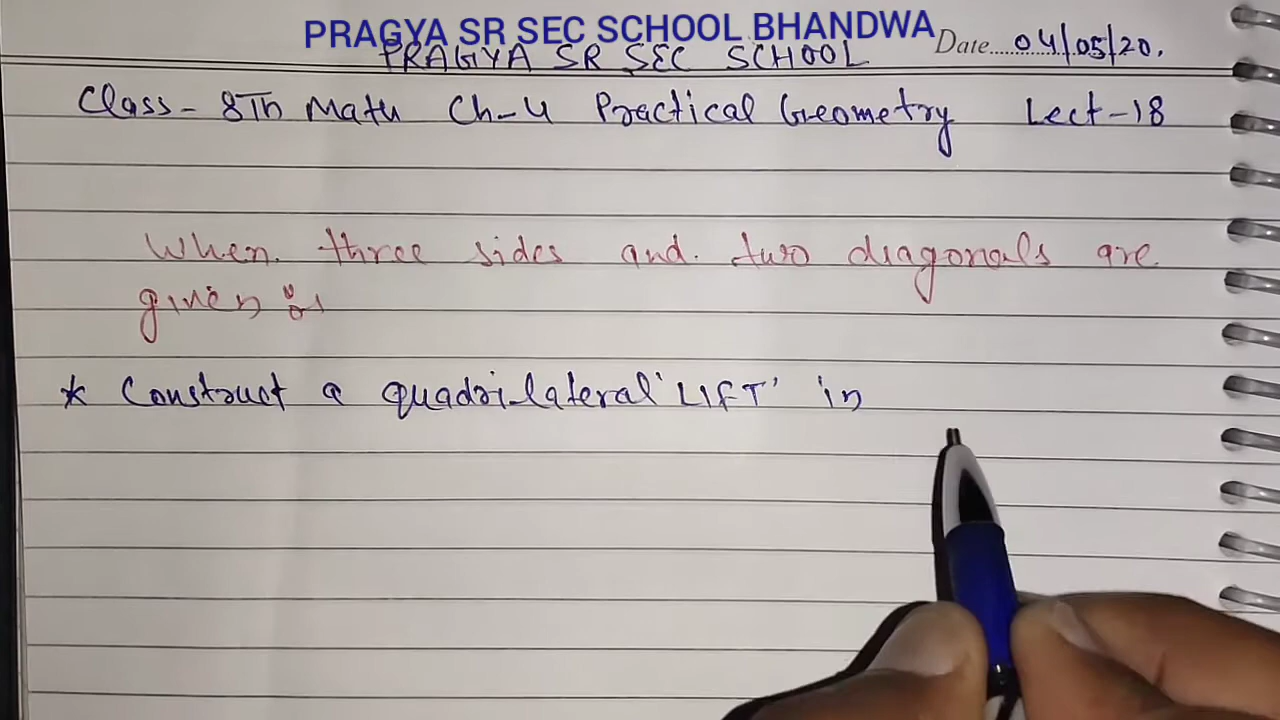 PRAGYA SR SEC SCHOOL BHANDWA
PRAGYA SR SEC SCHOOL Date 04/05/20.
Class- 8Th Math Ch-4 Practical Geometry Lect-18
When three sides and two diagonals are
given :-
* Construct a quadrilateral 'LIFT' in